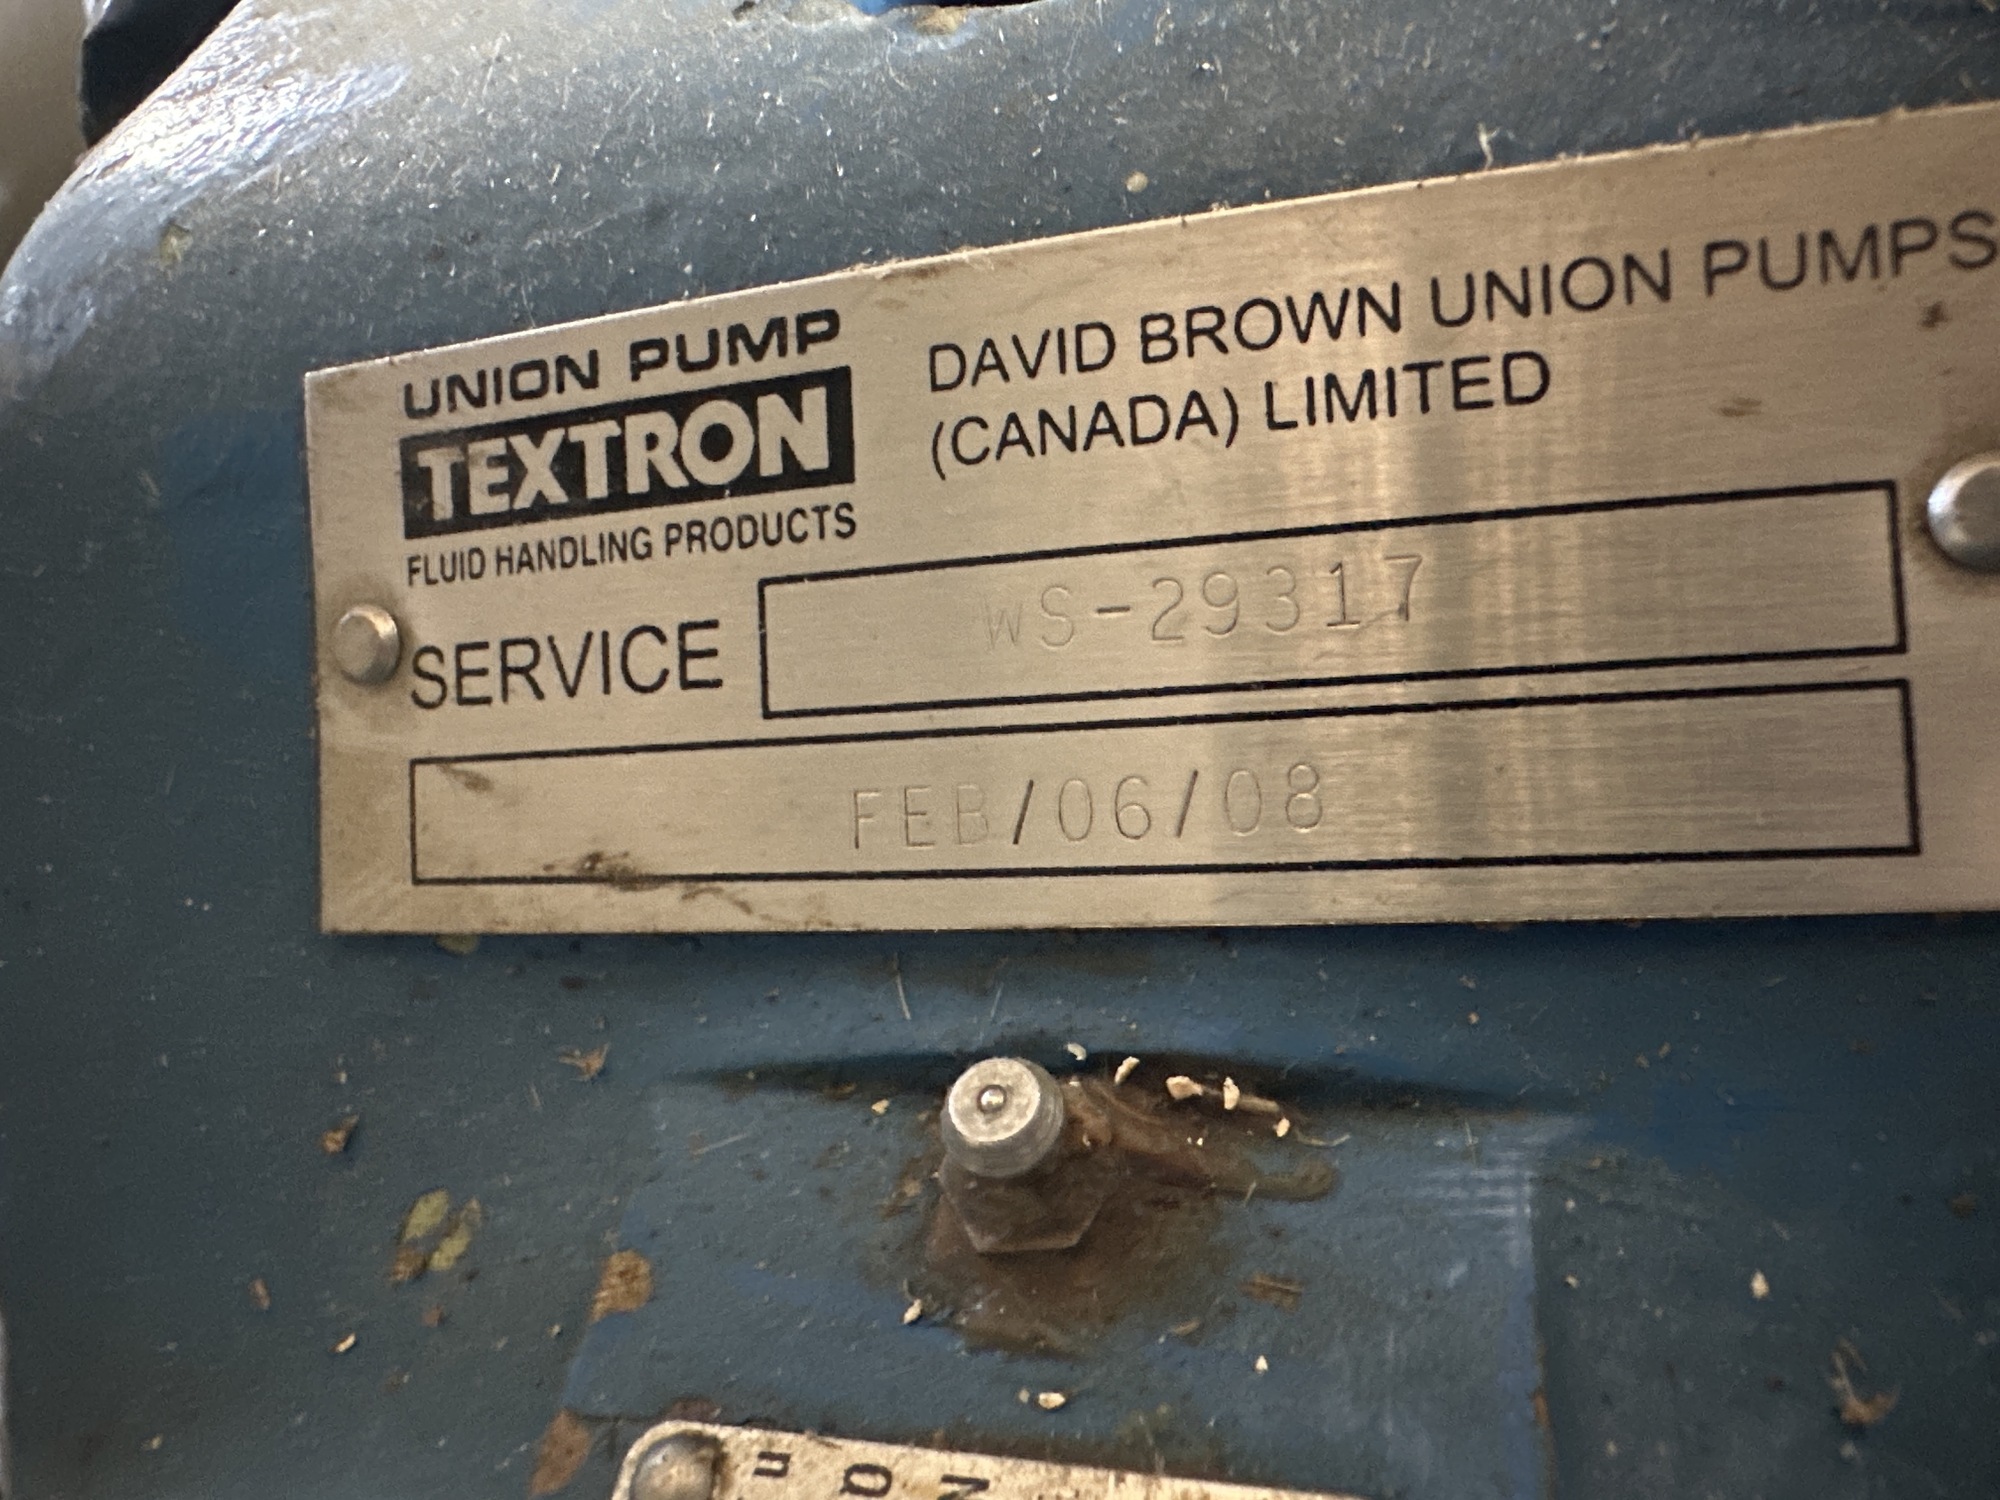 UNION PUMP
TEXTRON
FLUID HANDLING PRODUCTS
DAVID BROWN UNION PUMPS
(CANADA) LIMITED
SERVICE WS-29317
FEB/06/08